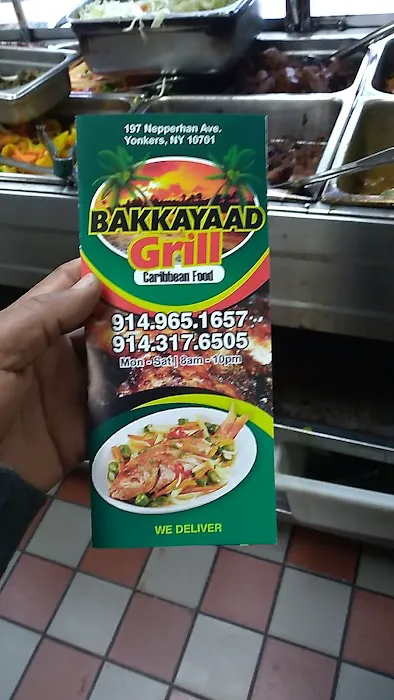 197 Nepperhan Ave.
Yonkers, NY 10701
BAKKAYAAD
Grill
Caribbean Food
914.965.1657
914.317.6505
Mon - Sat | 8am - 10pm
WE DELIVER